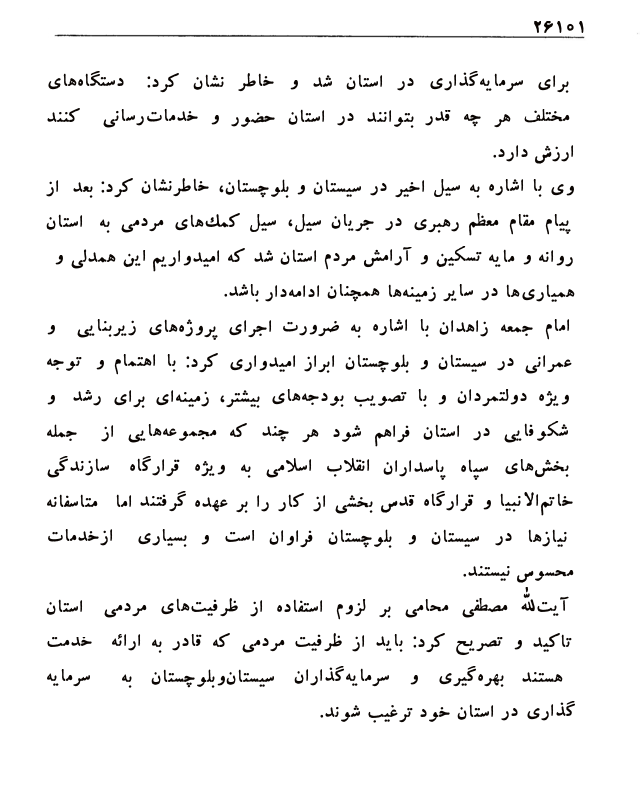 ۲۶۱۰۱
برای سرمایه‌گذاری در استان شد و خاطر نشان کرد: دستگاه‌های
مختلف هر چه قدر بتوانند در استان حضور و خدمات‌رسانی کنند
ارزش دارد.
وی با اشاره به سیل اخیر در سیستان و بلوچستان، خاطرنشان کرد: بعد از
پیام مقام معظم رهبری در جریان سیل، سیل کمك‌های مردمی به استان
روانه و مایه تسکین و آرامش مردم استان شد که امیدواریم این همدلی و
همیاری‌ها در سایر زمینه‌ها همچنان ادامه‌دار باشد.
امام جمعه زاهدان با اشاره به ضرورت اجرای پروژه‌های زیربنایی و
عمرانی در سیستان و بلوچستان ابراز امیدواری کرد: با اهتمام و توجه
ویژه دولتمردان و با تصویب بودجه‌های بیشتر، زمینه‌ای برای رشد و
شکوفایی در استان فراهم شود هر چند که مجموعه‌هایی از جمله
بخش‌های سپاه پاسداران انقلاب اسلامی به ویژه قرارگاه سازندگی
خاتم‌الانبیا و قرارگاه قدس بخشی از کار را بر عهده گرفتند اما متاسفانه
نیازها در سیستان و بلوچستان فراوان است و بسیاری ازخدمات
محسوس نیستند.
آیت‌لله مصطفی محامی بر لزوم استفاده از ظرفیت‌های مردمی استان
تاکید و تصریح کرد: باید از ظرفیت مردمی که قادر به ارائه خدمت
هستند بهره‌گیری و سرمایه‌گذاران سیستان‌وبلوچستان به سرمایه
گذاری در استان خود ترغیب شوند.